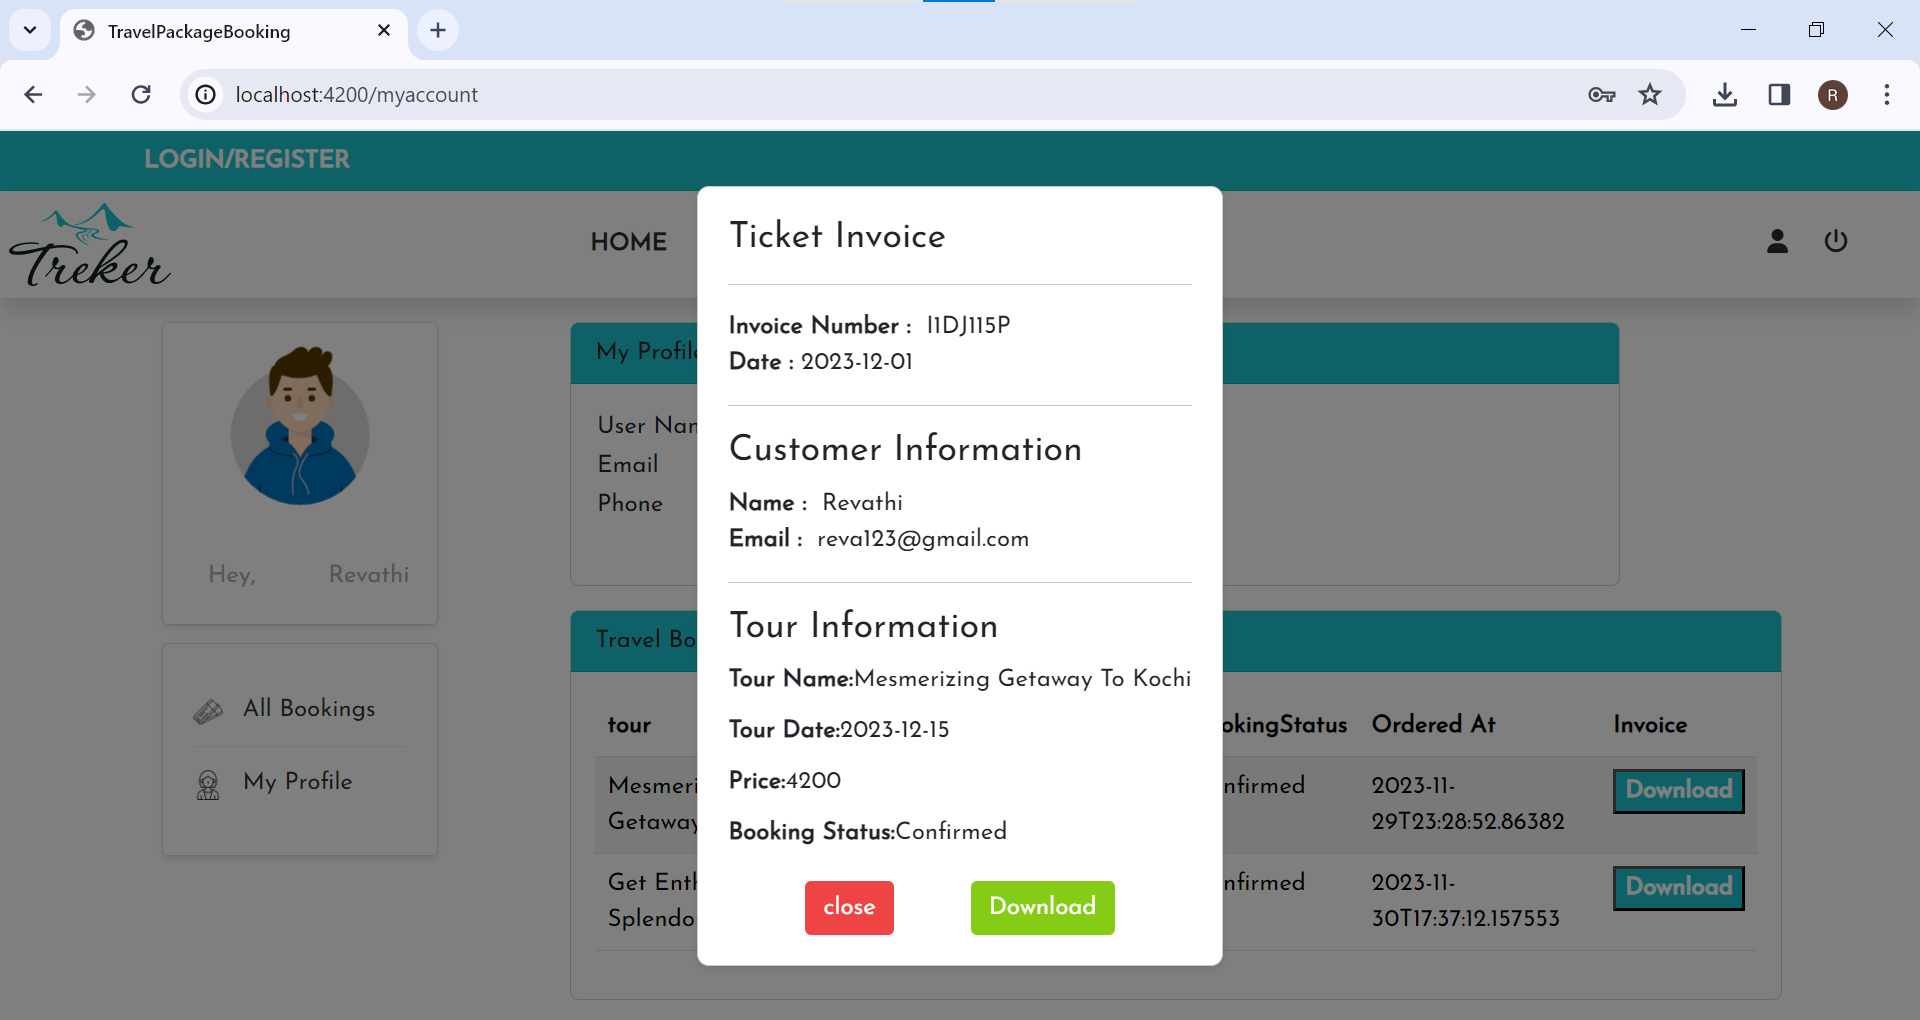 TravelPackageBooking
localhost:4200/myaccount
R
LOGIN/REGISTER
Treker
HOME
Ticket Invoice
Invoice Number : I1DJ115P
Date : 2023-12-01
Customer Information
Name : Revathi
Email : reva123@gmail.com
Tour Information
Tour Name:Mesmerizing Getaway To Kochi
Tour Date:2023-12-15
Price:4200
Booking Status:Confirmed
close Download
Hey, Revathi
All Bookings
My Profile
My Profile
User Nam
Email
Phone
Travel Bo
tour okingStatus Ordered At Invoice
Mesmeri nfirmed 2023-11- Download
Getaway 29T23:28:52.86382
Get Enth nfirmed 2023-11- Download
Splendo 30T17:37:12.157553